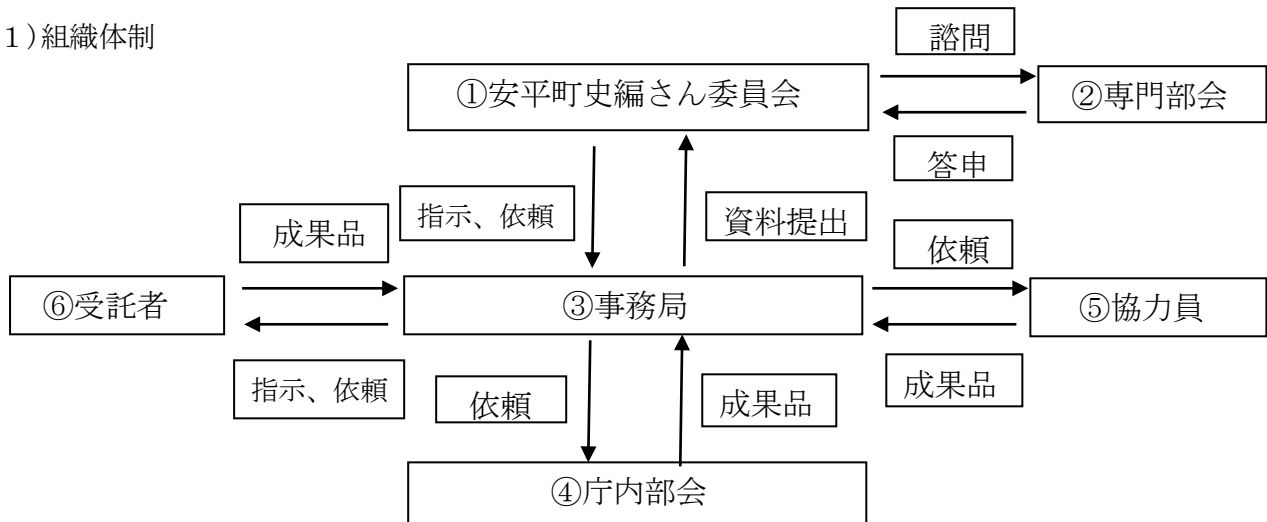 １）組織体制
諮問
①安平町史編さん委員会
②専門部会
答申
指示、依頼
資料提出
成果品
依頼
⑥受託者
③事務局
⑤協力員
指示、依頼
依頼
成果品
成果品
④庁内部会